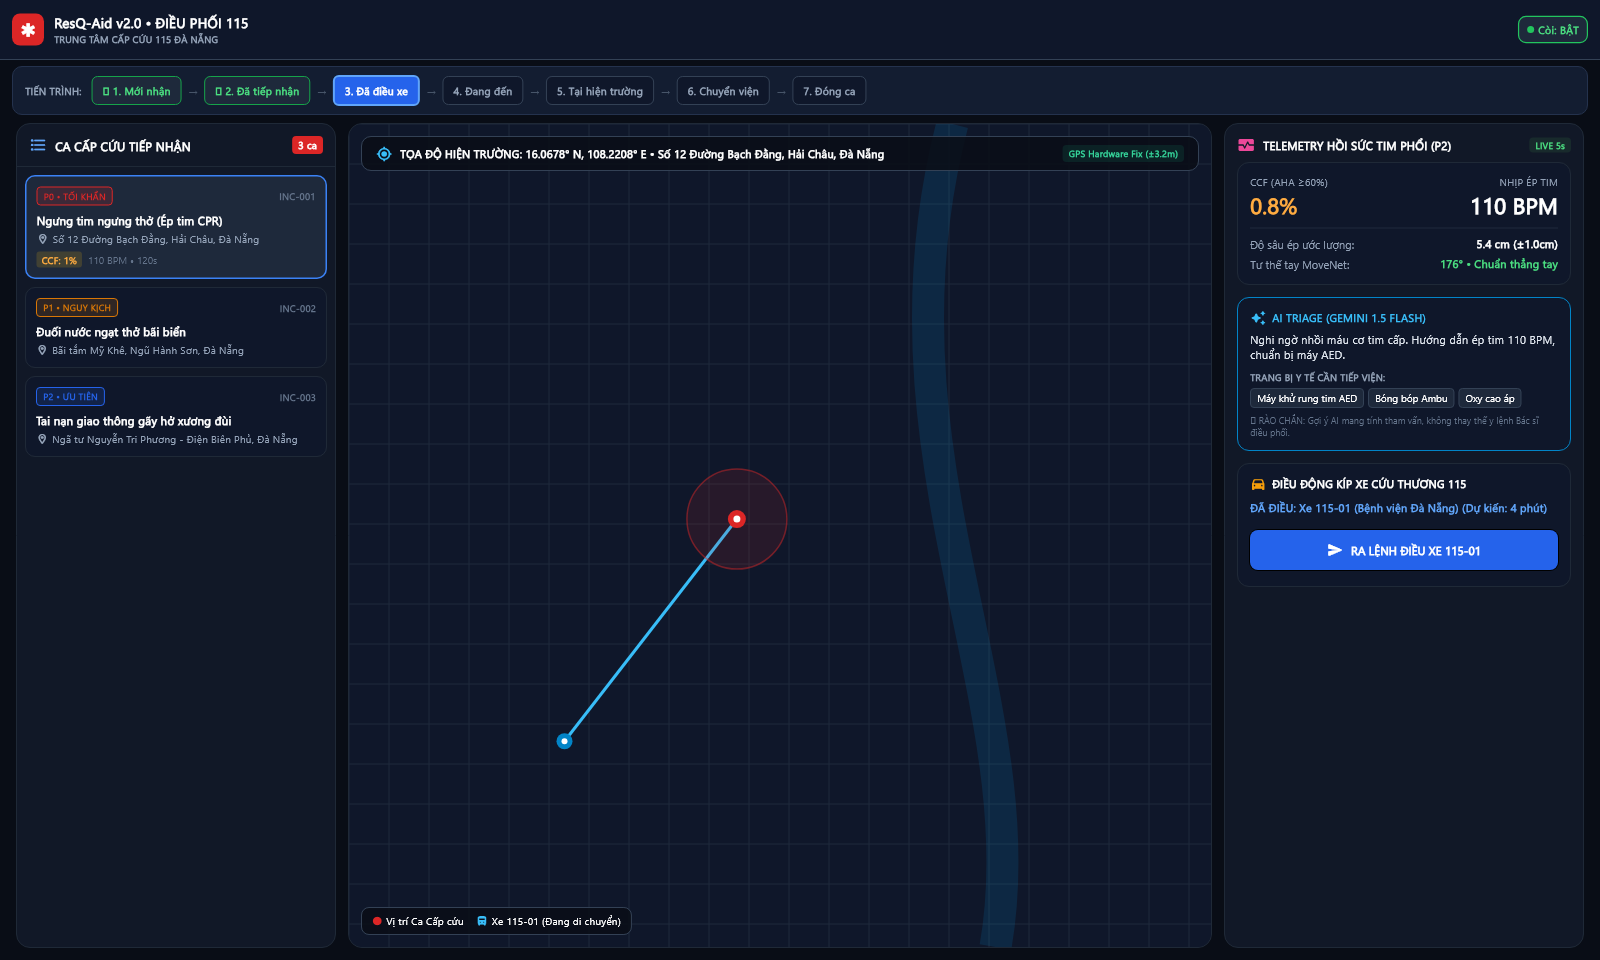 ResQ-Aid v2.0 • ĐIỀU PHỐI 115
TRUNG TÂM CẤP CỨU 115 ĐÀ NẴNG
Còi: BẬT
TIẾN TRÌNH:
1. Mới nhận
→
2. Đã tiếp nhận
→
3. Đã điều xe
→
4. Đang đến
→
5. Tại hiện trường
→
6. Chuyển viện
→
7. Đóng ca
CA CẤP CỨU TIẾP NHẬN
3 ca
P0 • TỐI KHẨN
INC-001
Ngưng tim ngưng thở (Ép tim CPR)
Số 12 Đường Bạch Đằng, Hải Châu, Đà Nẵng
CCF: 1%
110 BPM • 120s
P1 • NGUY KỊCH
INC-002
Đuối nước ngạt thở bãi biển
Bãi tắm Mỹ Khê, Ngũ Hành Sơn, Đà Nẵng
P2 • ƯU TIÊN
INC-003
Tai nạn giao thông gãy hở xương đùi
Ngã tư Nguyễn Tri Phương - Điện Biên Phủ, Đà Nẵng
TỌA ĐỘ HIỆN TRƯỜNG: 16.0678° N, 108.2208° E • Số 12 Đường Bạch Đằng, Hải Châu, Đà Nẵng
GPS Hardware Fix (±3.2m)
Vị trí Ca Cấp cứu
Xe 115-01 (Đang di chuyển)
TELEMETRY HỒI SỨC TIM PHỔI (P2)
LIVE 5s
CCF (AHA ≥60%)
NHỊP ÉP TIM
0.8%
110 BPM
Độ sâu ép ước lượng:
5.4 cm (±1.0cm)
Tư thế tay MoveNet:
176° • Chuẩn thẳng tay
AI TRIAGE (GEMINI 1.5 FLASH)
Nghi ngờ nhồi máu cơ tim cấp. Hướng dẫn ép tim 110 BPM,
chuẩn bị máy AED.
TRANG BỊ Y TẾ CẦN TIẾP VIỆN:
Máy khử rung tim AED
Bóng bóp Ambu
Oxy cao áp
RÀO CHẮN: Gợi ý AI mang tính tham vấn, không thay thế y lệnh Bác sĩ
điều phối.
ĐIỀU ĐỘNG KÍP XE CỨU THƯƠNG 115
ĐÃ ĐIỀU: Xe 115-01 (Bệnh viện Đà Nẵng) (Dự kiến: 4 phút)
RA LỆNH ĐIỀU XE 115-01